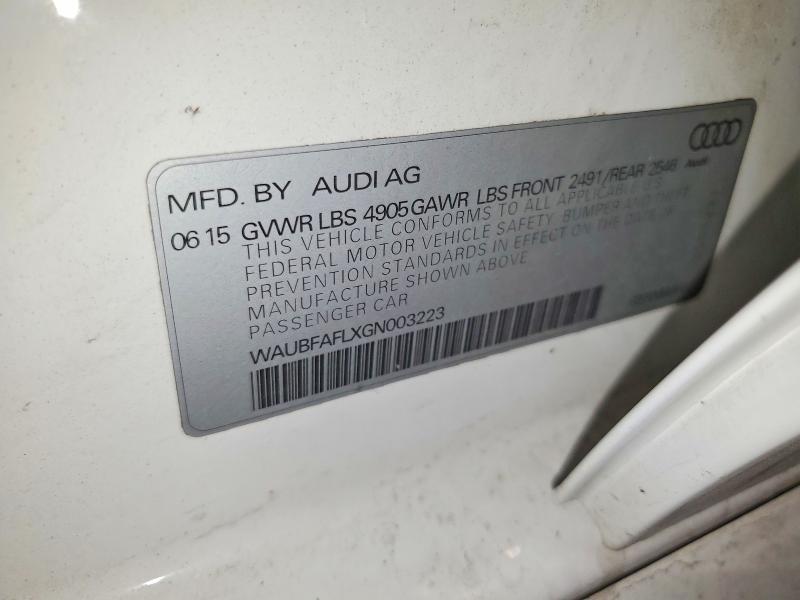 Audi
MFD. BY AUDI AG
06 15 GVWR LBS 4905 GAWR LBS FRONT 2491/REAR 2546
THIS VEHICLE CONFORMS TO ALL APPLICABLE U.S.
FEDERAL MOTOR VEHICLE SAFETY, BUMPER AND THEFT
PREVENTION STANDARDS IN EFFECT ON THE DATE OF
MANUFACTURE SHOWN ABOVE
PASSENGER CAR
WAUBFAFLXGN003223